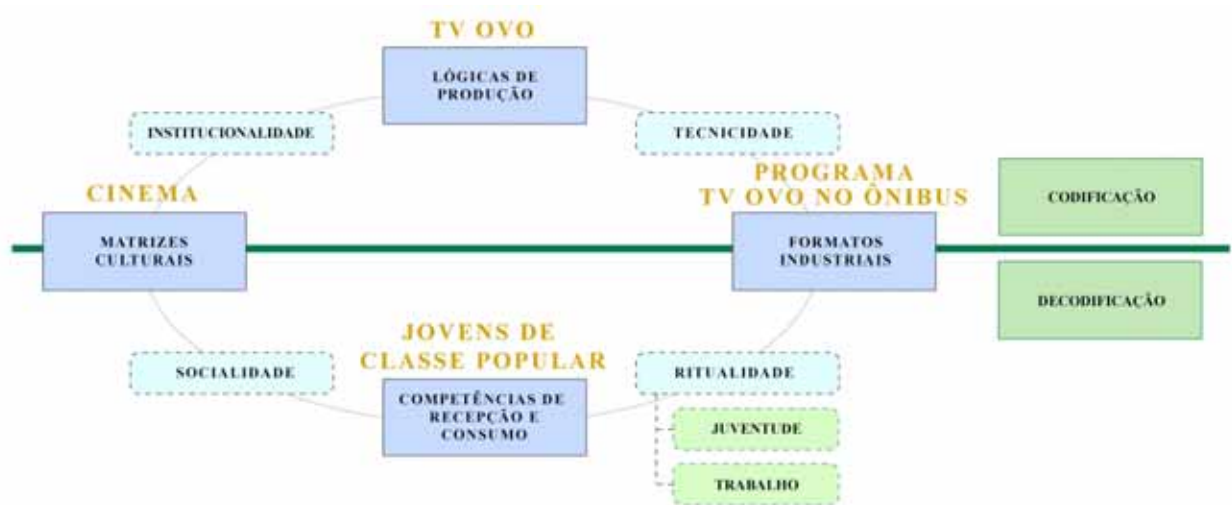 TV OVO
LÓGICAS DE
PRODUÇÃO
INSTITUCIONALIDADE
TECNICIDADE
CINEMA
PROGRAMA
TV OVO NO ÔNIBUS
MATRIZES
CULTURAIS
FORMATOS
INDUSTRIAIS
CODIFICAÇÃO
DECODIFICAÇÃO
JOVENS DE
CLASSE POPULAR
SOCIALIDADE
RITUALIDADE
COMPETÊNCIAS DE
RECEPÇÃO E
CONSUMO
JUVENTUDE
TRABALHO